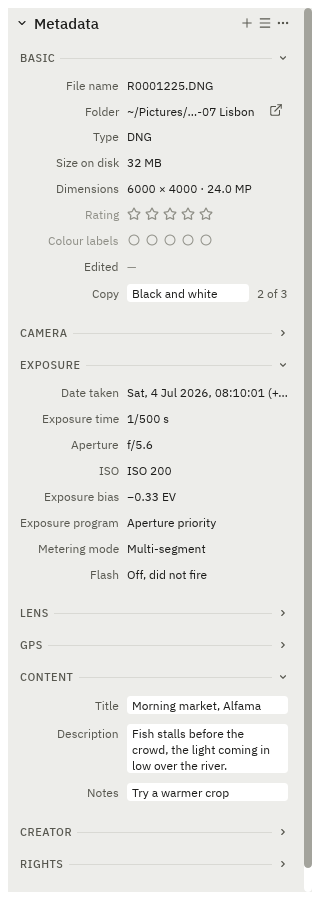 Metadata
BASIC
File name R0001225.DNG
Folder ~/Pictures/...-07 Lisbon
Type DNG
Size on disk 32 MB
Dimensions 6000 × 4000 · 24.0 MP
Rating
Colour labels
Edited —
Copy Black and white 2 of 3
CAMERA
EXPOSURE
Date taken Sat, 4 Jul 2026, 08:10:01 (+...
Exposure time 1/500 s
Aperture f/5.6
ISO ISO 200
Exposure bias −0.33 EV
Exposure program Aperture priority
Metering mode Multi-segment
Flash Off, did not fire
LENS
GPS
CONTENT
Title Morning market, Alfama
Description Fish stalls before the
crowd, the light coming in
low over the river.
Notes Try a warmer crop
CREATOR
RIGHTS